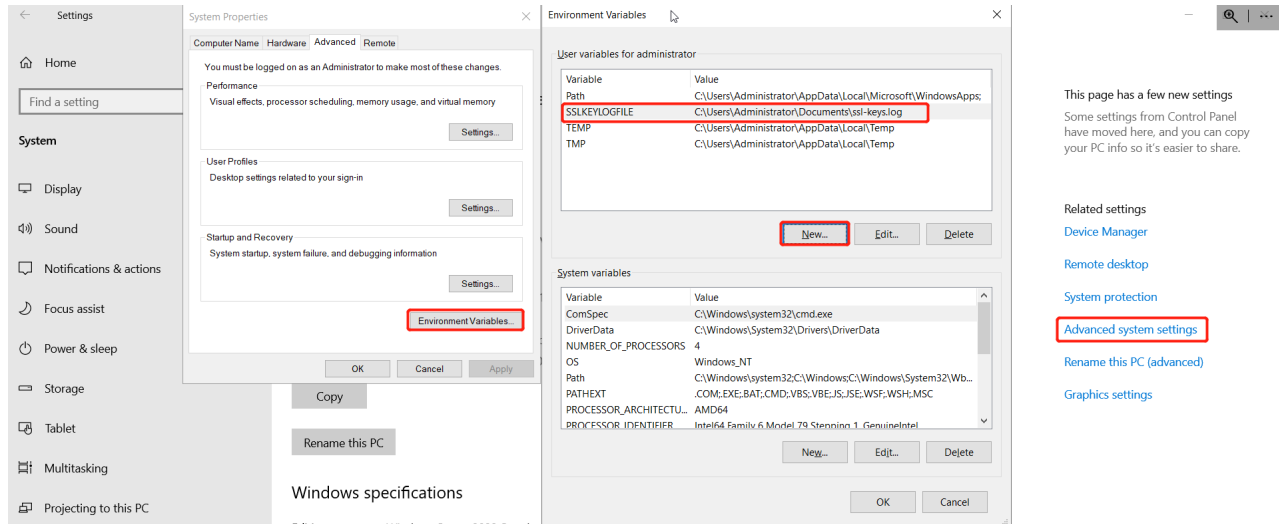 Settings
Home
Find a setting
System
Display
Sound
Notifications & actions
Focus assist
Power & sleep
Storage
Tablet
Multitasking
Projecting to this PC
System Properties
Computer Name Hardware Advanced Remote
You must be logged on as an Administrator to make most of these changes.
Performance
Visual effects, processor scheduling, memory usage, and virtual memory
Settings...
User Profiles
Desktop settings related to your sign-in
Settings...
Startup and Recovery
System startup, system failure, and debugging information
Settings...
Environment Variables...
OK Cancel Apply
Copy
Rename this PC
Windows specifications
Environment Variables
User variables for administrator
Variable Value
Path C:\Users\Administrator\AppData\Local\Microsoft\WindowsApps;
SSLKEYLOGFILE C:\Users\Administrator\Documents\ssl-keys.log
TEMP C:\Users\Administrator\AppData\Local\Temp
TMP C:\Users\Administrator\AppData\Local\Temp
New... Edit... Delete
System variables
Variable Value
ComSpec C:\Windows\system32\cmd.exe
DriverData C:\Windows\System32\Drivers\DriverData
NUMBER_OF_PROCESSORS 4
OS Windows_NT
Path C:\Windows\system32;C:\Windows;C:\Windows\System32\Wb...
PATHEXT .COM;.EXE;.BAT;.CMD;.VBS;.VBE;.JS;.JSE;.WSF;.WSH;.MSC
PROCESSOR_ARCHITECTU... AMD64
PROCESSOR_IDENTIFIER Intel64 Family 6 Model 79 Stepping 1, GenuineIntel
New... Edit... Delete
OK Cancel
This page has a few new settings
Some settings from Control Panel
have moved here, and you can copy
your PC info so it's easier to share.
Related settings
Device Manager
Remote desktop
System protection
Advanced system settings
Rename this PC (advanced)
Graphics settings